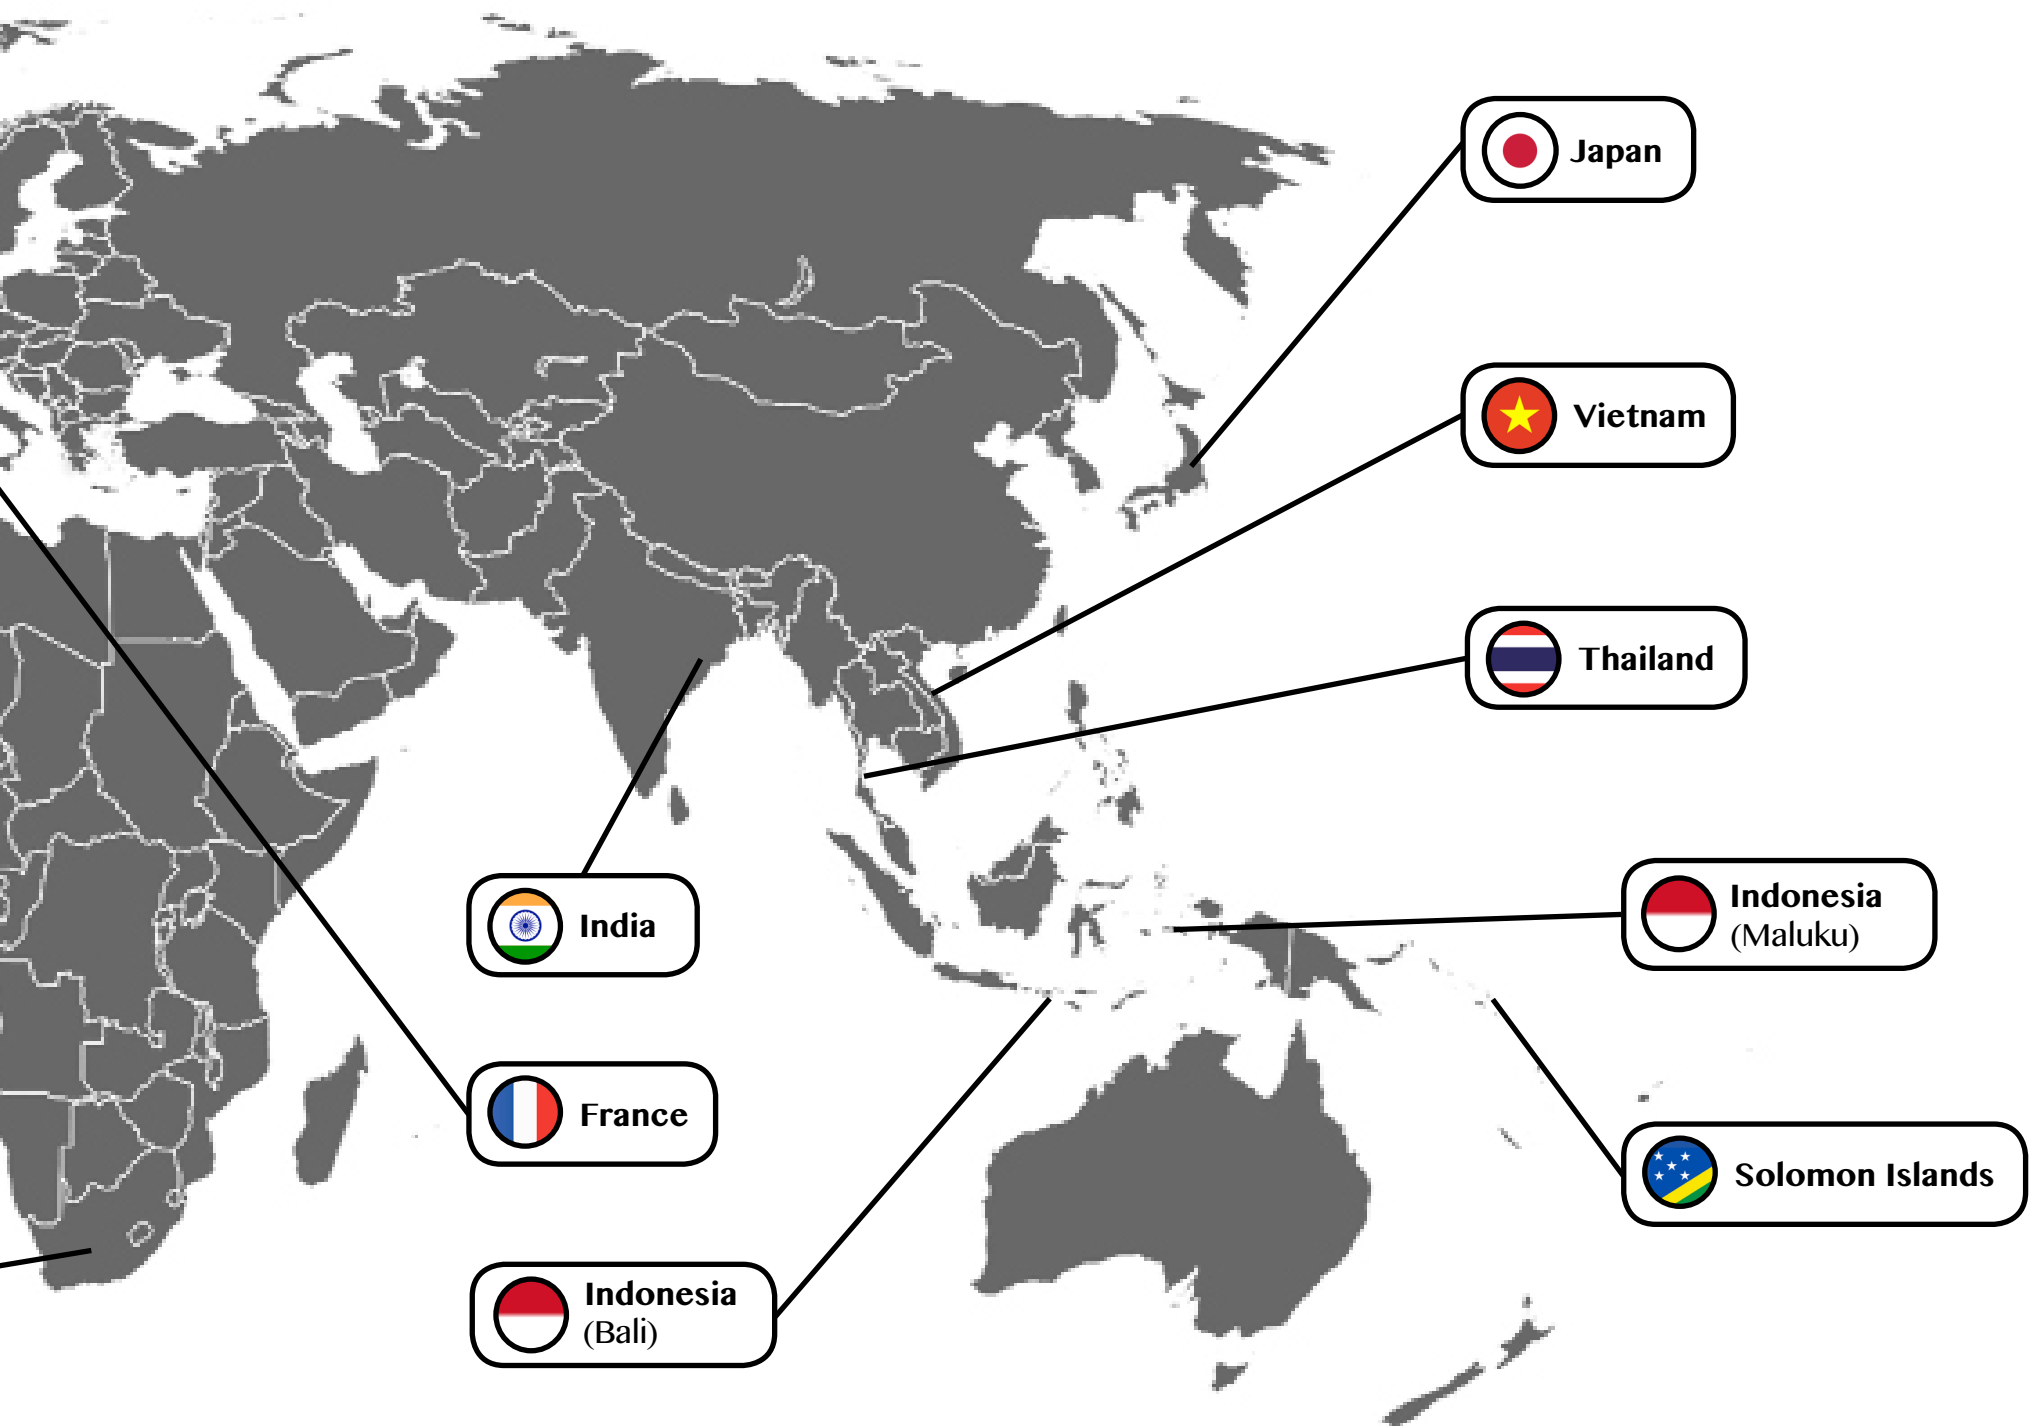 Japan
Vietnam
Thailand
Indonesia
(Maluku)
India
France
Solomon Islands
Indonesia
(Bali)